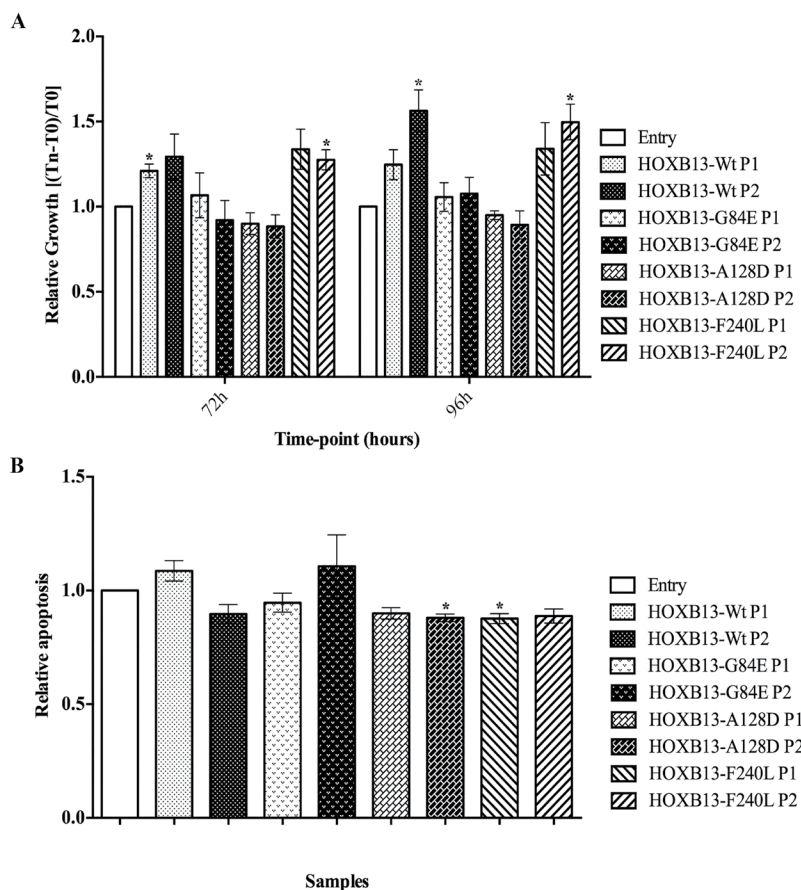 A
2.0
1.5
1.0
0.5
0.0
Relative Growth [(Tn-T0)/T0]
*
*
*
*
72h
96h
Time-point (hours)
Entry
HOXB13-Wt P1
HOXB13-Wt P2
HOXB13-G84E P1
HOXB13-G84E P2
HOXB13-A128D P1
HOXB13-A128D P2
HOXB13-F240L P1
HOXB13-F240L P2
B
1.5
1.0
0.5
0.0
Relative apoptosis
*
*
Samples
Entry
HOXB13-Wt P1
HOXB13-Wt P2
HOXB13-G84E P1
HOXB13-G84E P2
HOXB13-A128D P1
HOXB13-A128D P2
HOXB13-F240L P1
HOXB13-F240L P2